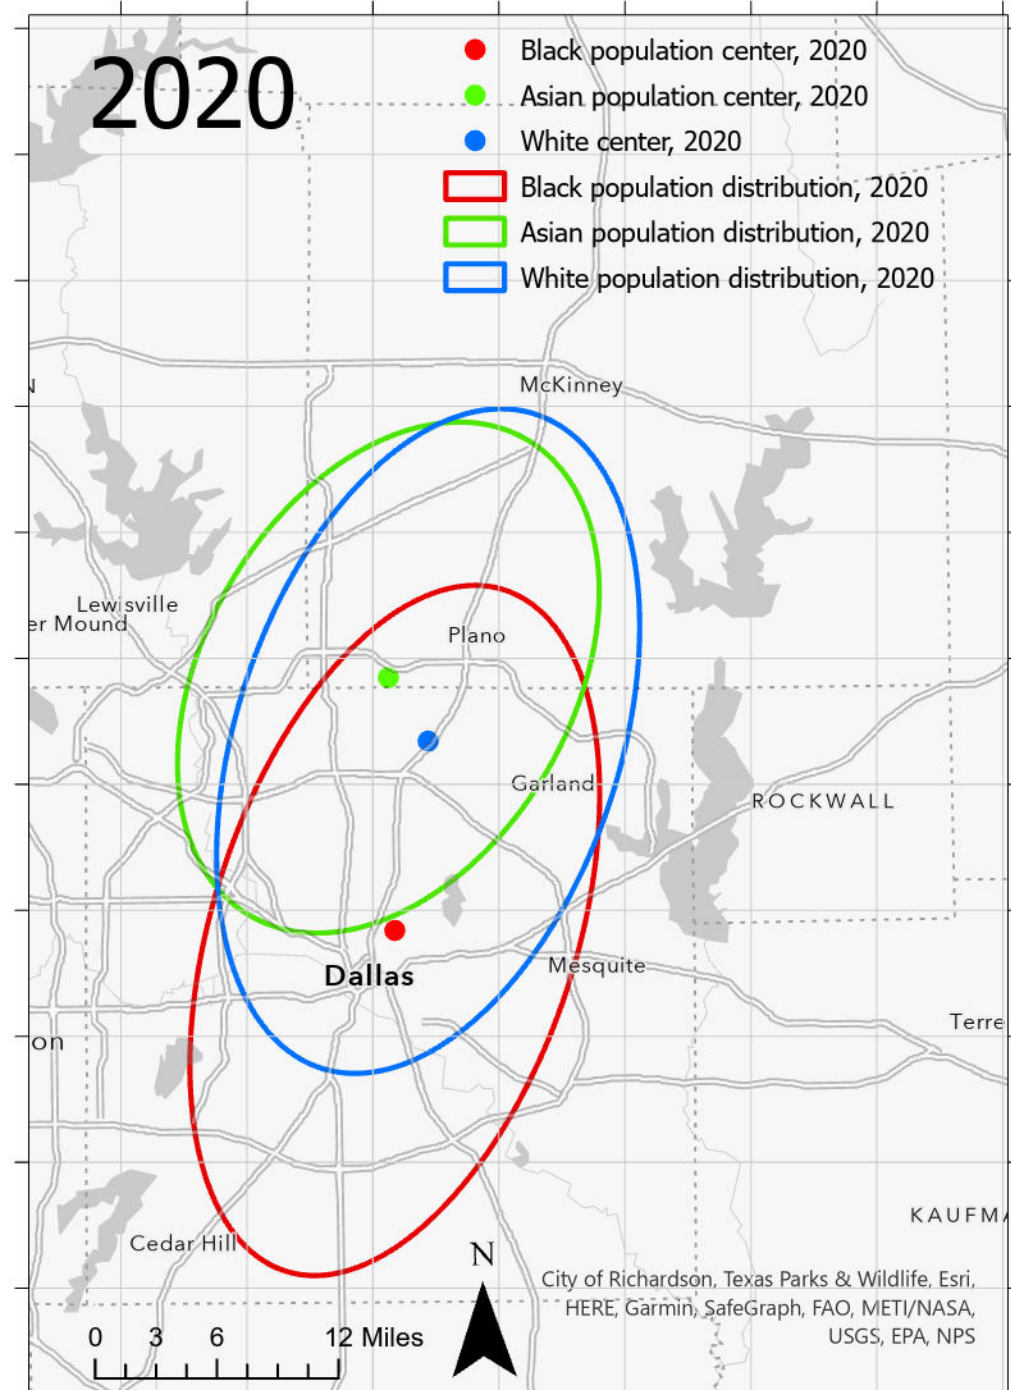 2020
Black population center, 2020
Asian population center, 2020
White center, 2020
Black population distribution, 2020
Asian population distribution, 2020
White population distribution, 2020
N
McKinney
Lewisville
er Mound
Plano
Garland
ROCKWALL
Dallas
Mesquite
Terre
on
KAUFMA
Cedar Hill
N
City of Richardson, Texas Parks & Wildlife, Esri,
HERE, Garmin, SafeGraph, FAO, METI/NASA,
USGS, EPA, NPS
0 3 6 12 Miles